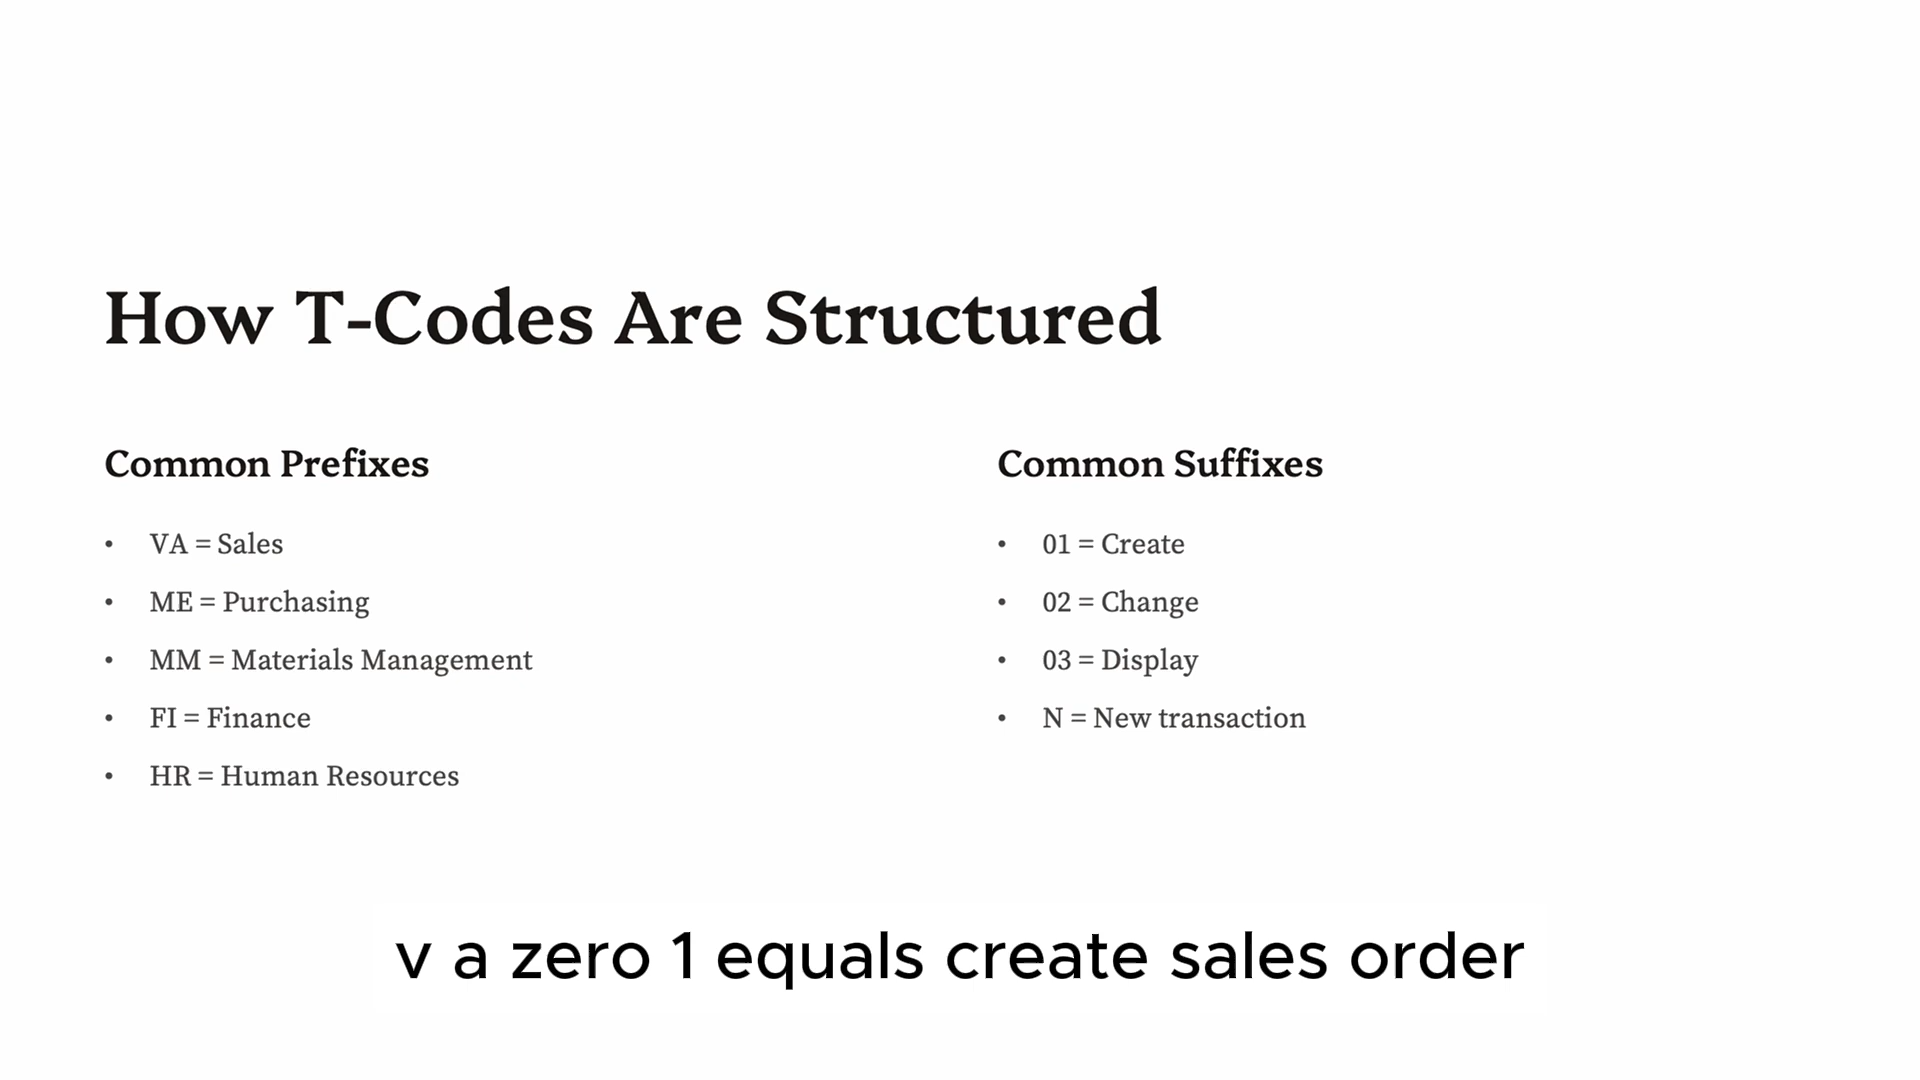 How T-Codes Are Structured
Common Prefixes
• VA = Sales
• ME = Purchasing
• MM = Materials Management
• FI = Finance
• HR = Human Resources
Common Suffixes
• 01 = Create
• 02 = Change
• 03 = Display
• N = New transaction
v a zero 1 equals create sales order